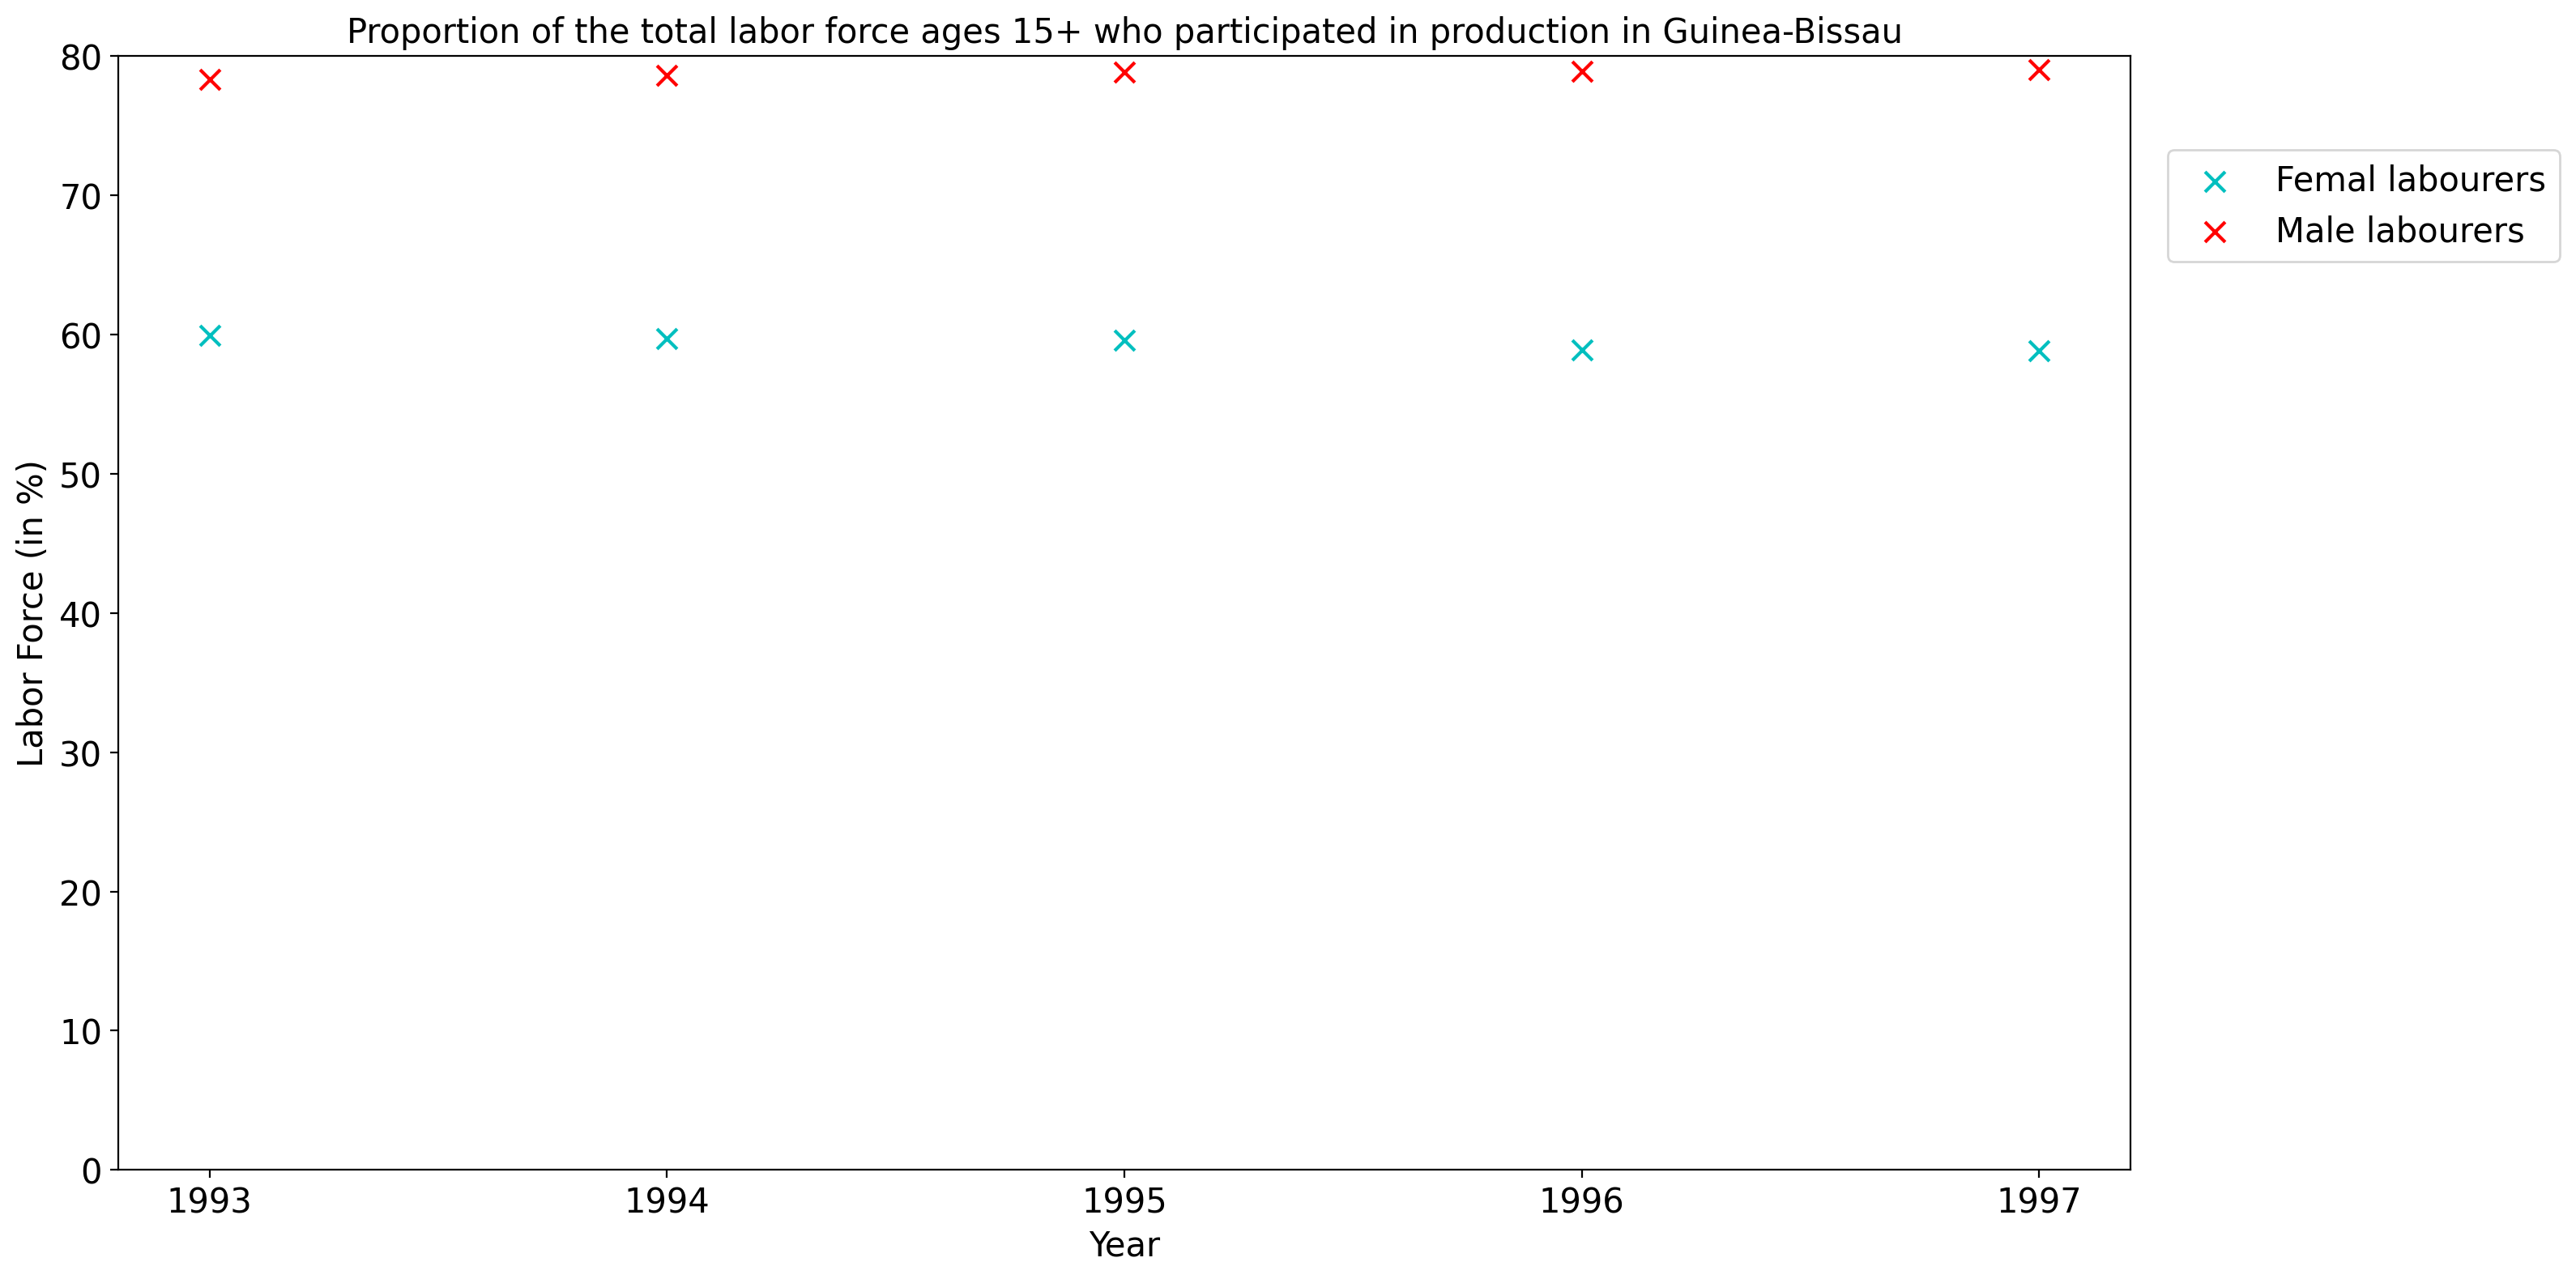 Proportion of the total labor force ages 15+ who participated in production in Guinea-Bissau
80
70
60
50
40
30
20
10
0
Labor Force (in %)
1993 1994 1995 1996 1997
Year
Femal labourers
Male labourers